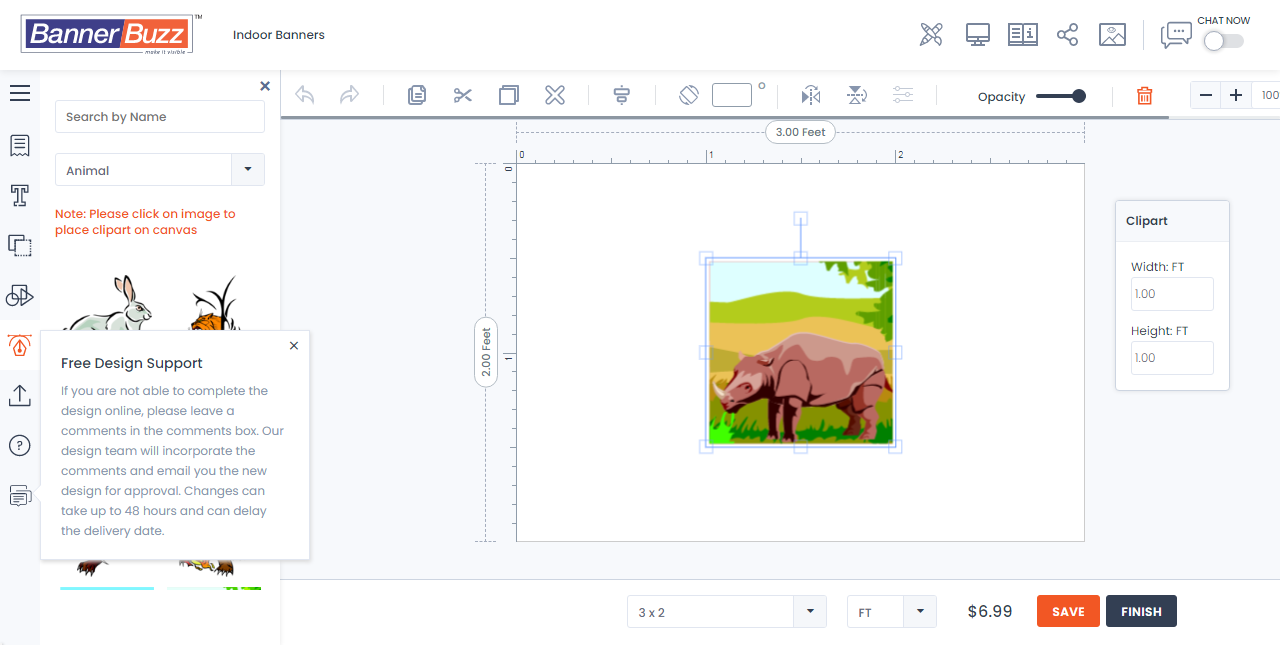 BannerBuzz™
make it visible
Indoor Banners
CHAT NOW
Search by Name
Animal
Note: Please click on image to
place clipart on canvas
Free Design Support
If you are not able to complete the
design online, please leave a
comments in the comments box. Our
design team will incorporate the
comments and email you the new
design for approval. Changes can
take up to 48 hours and can delay
the delivery date.
Opacity
100
3.00 Feet
0
1
2
0
1
2.00 Feet
Clipart
Width: FT
1.00
Height: FT
1.00
3 x 2
FT
$6.99
SAVE
FINISH